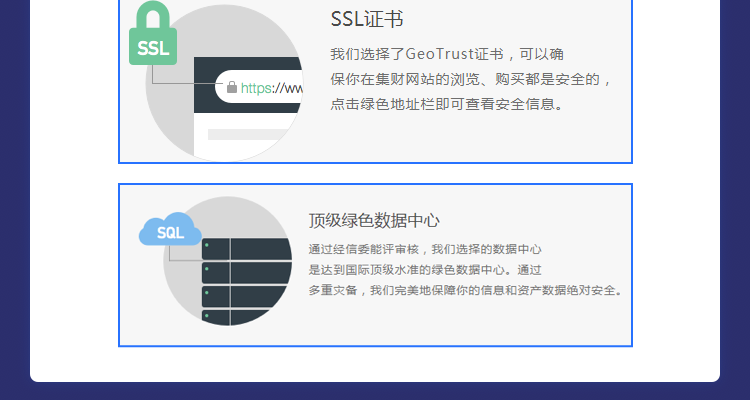 SSL证书
SSL
我们选择了GeoTrust证书，可以确
保你在集财网站的浏览、购买都是安全的，
https://ww
点击绿色地址栏即可查看安全信息。
顶级绿色数据中心
SQL
通过经信委能评审核，我们选择的数据中心
是达到国际顶级水准的绿色数据中心。通过
多重灾备，我们完美地保障你的信息和资产数据绝对安全。